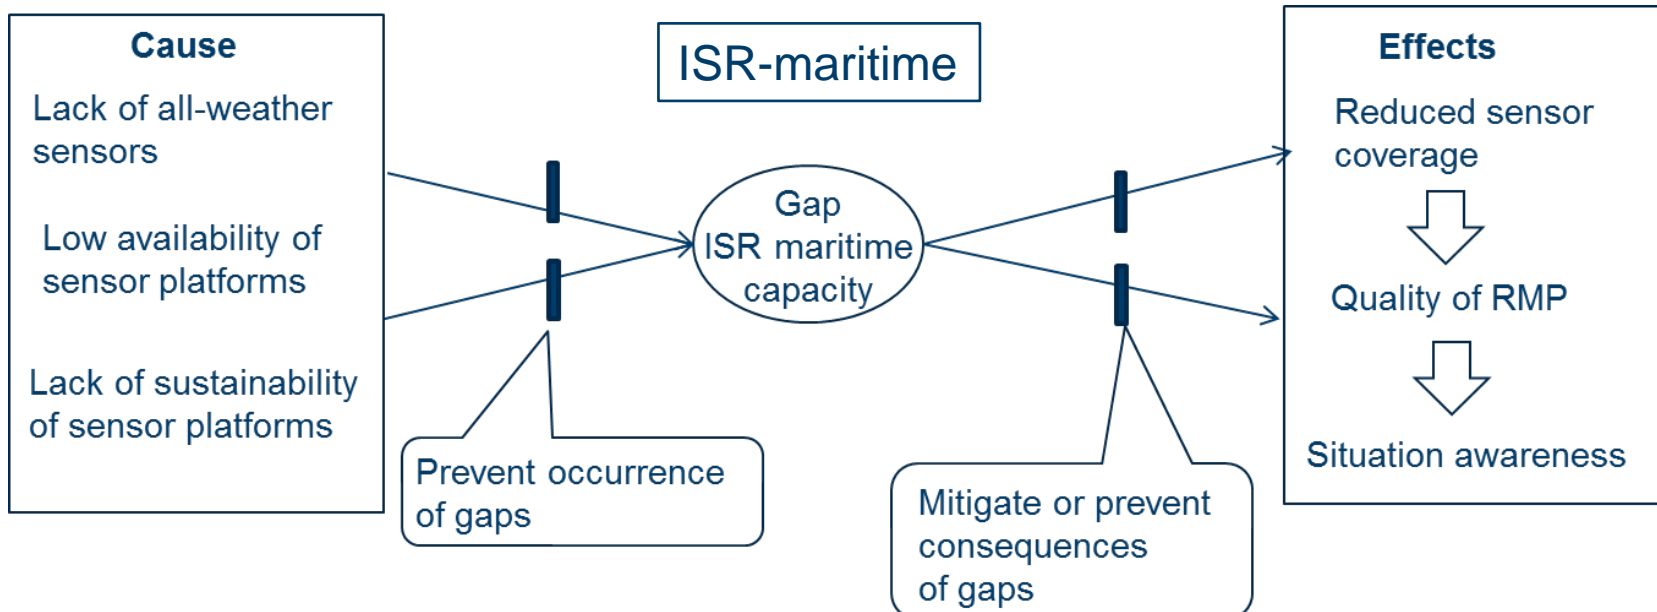 Cause
Lack of all-weather
sensors
Low availability of
sensor platforms
Lack of sustainability
of sensor platforms
ISR-maritime
Gap
ISR maritime
capacity
Prevent occurrence
of gaps
Mitigate or prevent
consequences
of gaps
Effects
Reduced sensor
coverage
Quality of RMP
Situation awareness